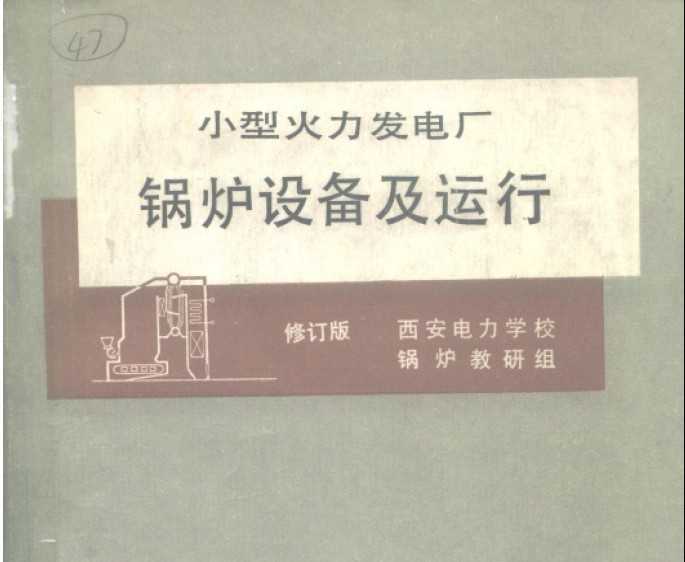 47
小型火力发电厂
锅炉设备及运行
修订版 西安电力学校
锅炉教研组